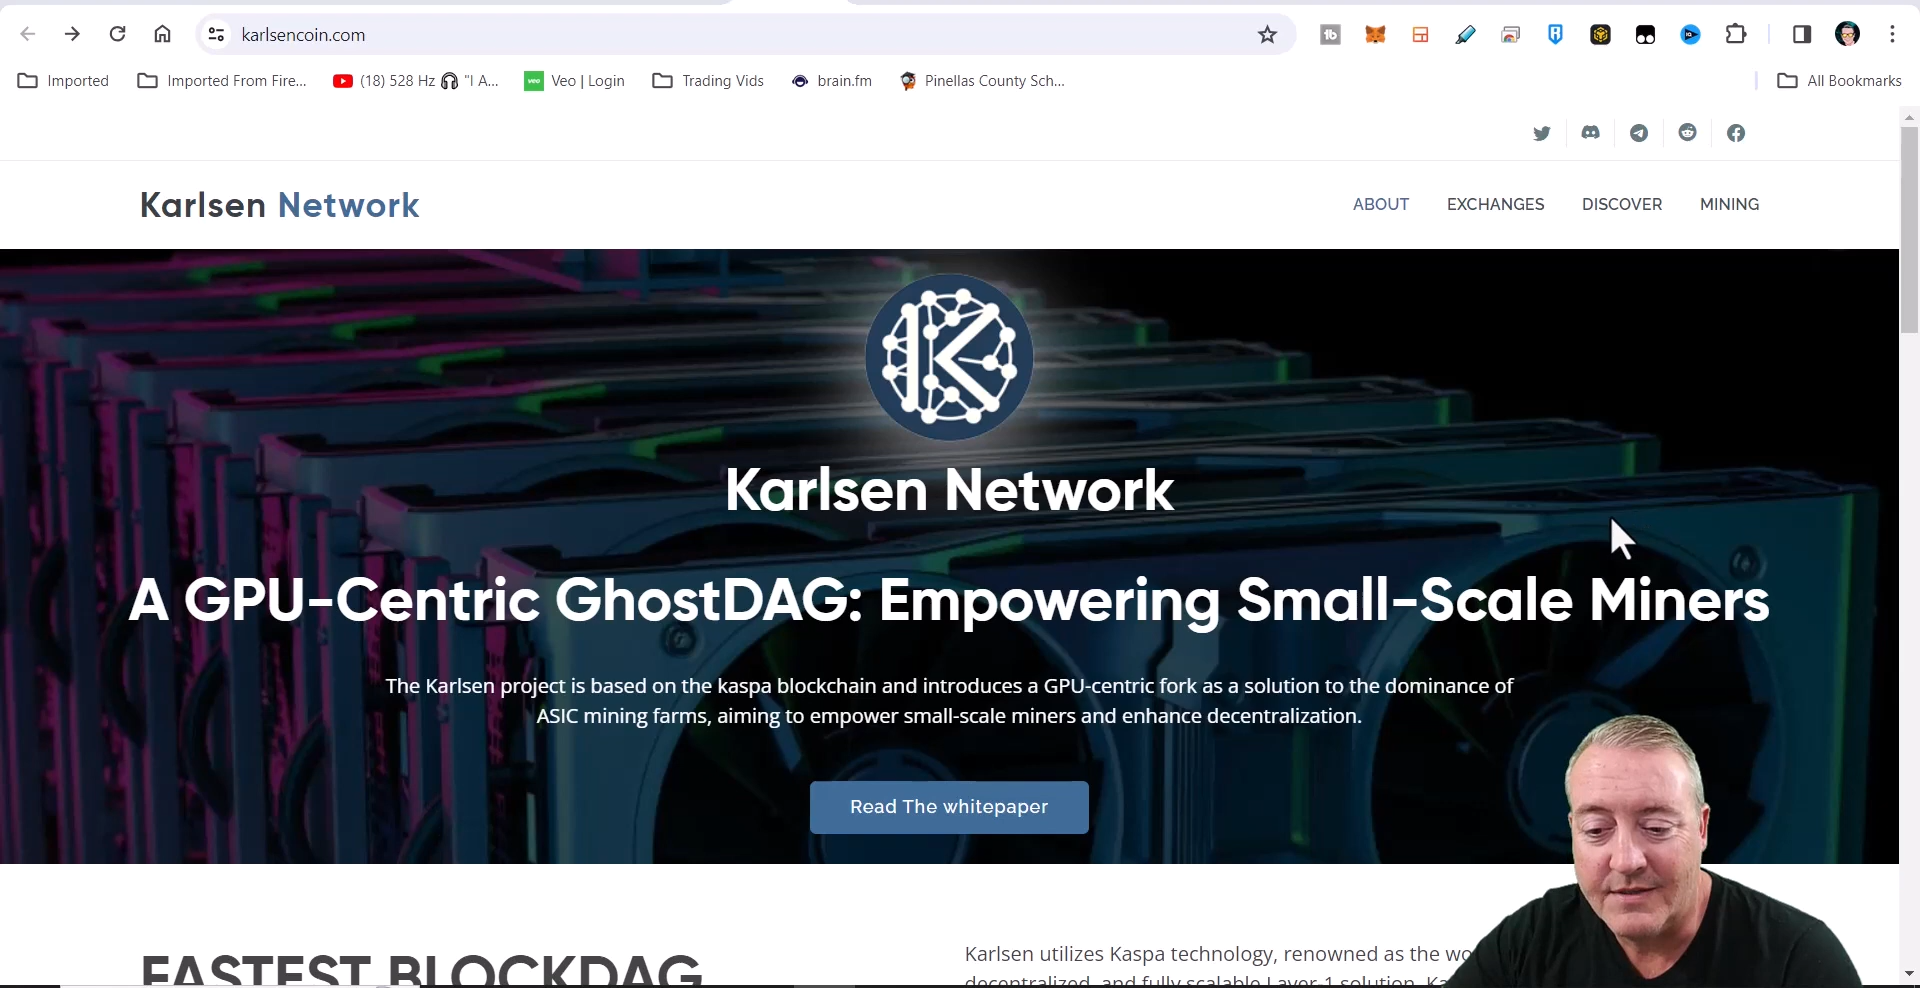 karlsencoin.com
Imported
Imported From Fire...
(18) 528 Hz 🎧 "I A...
veo
Veo | Login
Trading Vids
brain.fm
Pinellas County Sch...
All Bookmarks
Karlsen Network
ABOUT
EXCHANGES
DISCOVER
MINING
Karlsen Network
A GPU-Centric GhostDAG: Empowering Small-Scale Miners
The Karlsen project is based on the kaspa blockchain and introduces a GPU-centric fork as a solution to the dominance of
ASIC mining farms, aiming to empower small-scale miners and enhance decentralization.
Read The whitepaper
FASTEST BLOCKDAG
Karlsen utilizes Kaspa technology, renowned as the wo
decentralized, and fully scalable Layer-1 solution. Ka